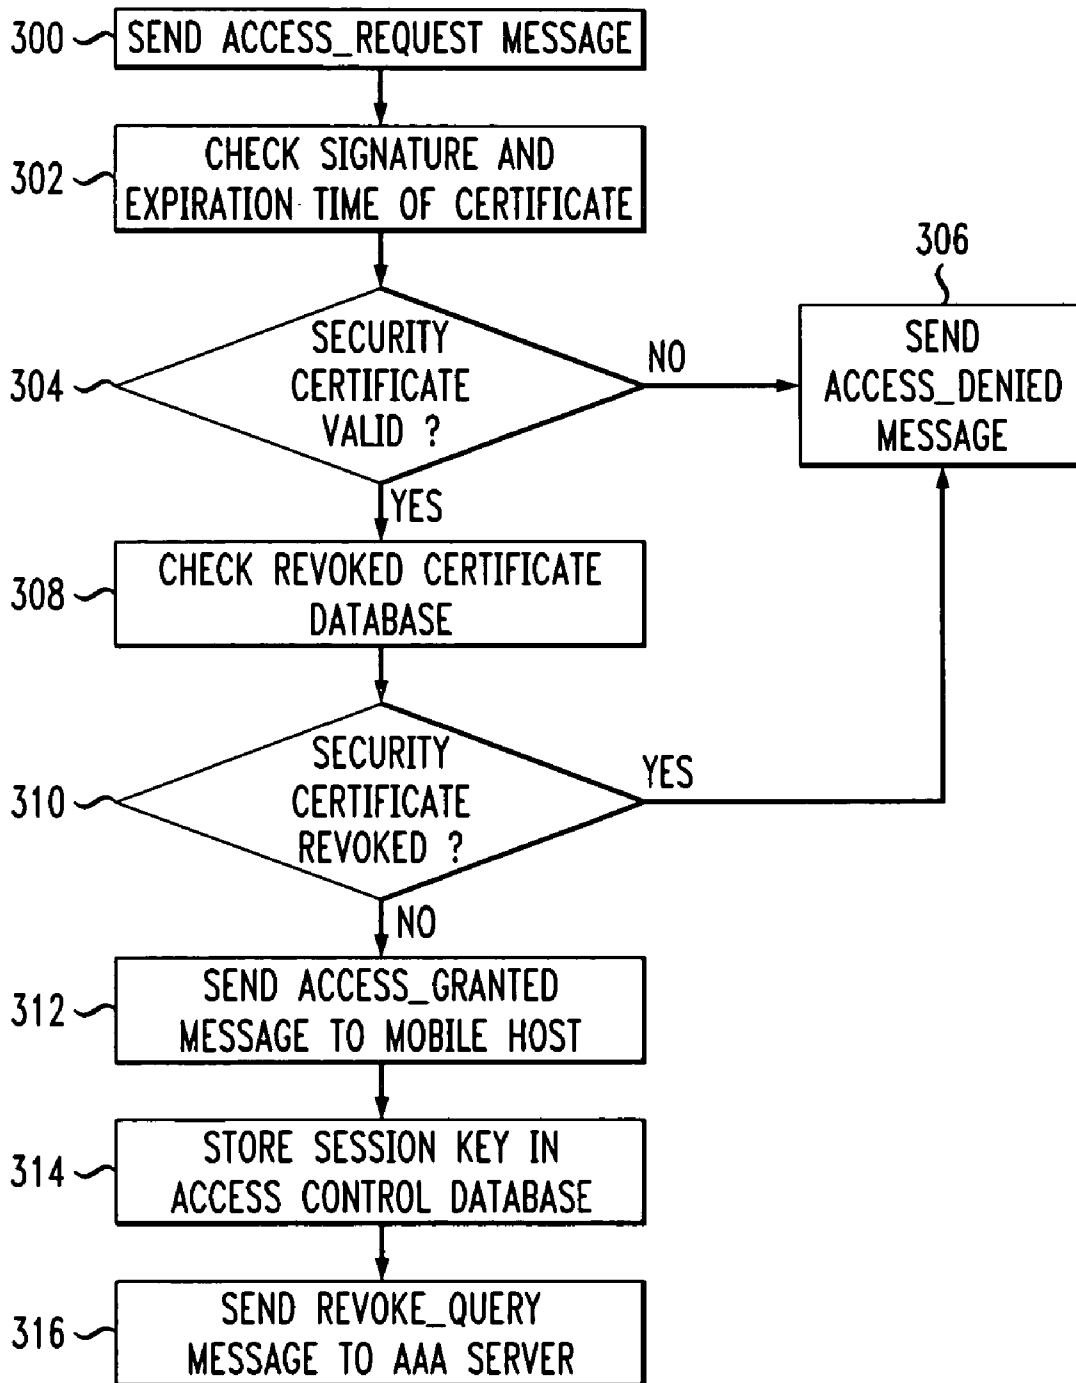 300
SEND ACCESS_REQUEST MESSAGE
302
CHECK SIGNATURE AND
EXPIRATION TIME OF CERTIFICATE
304
SECURITY
CERTIFICATE
VALID ?
NO
306
SEND
ACCESS_DENIED
MESSAGE
YES
308
CHECK REVOKED CERTIFICATE
DATABASE
310
SECURITY
CERTIFICATE
REVOKED ?
YES
NO
312
SEND ACCESS_GRANTED
MESSAGE TO MOBILE HOST
314
STORE SESSION KEY IN
ACCESS CONTROL DATABASE
316
SEND REVOKE_QUERY
MESSAGE TO AAA SERVER